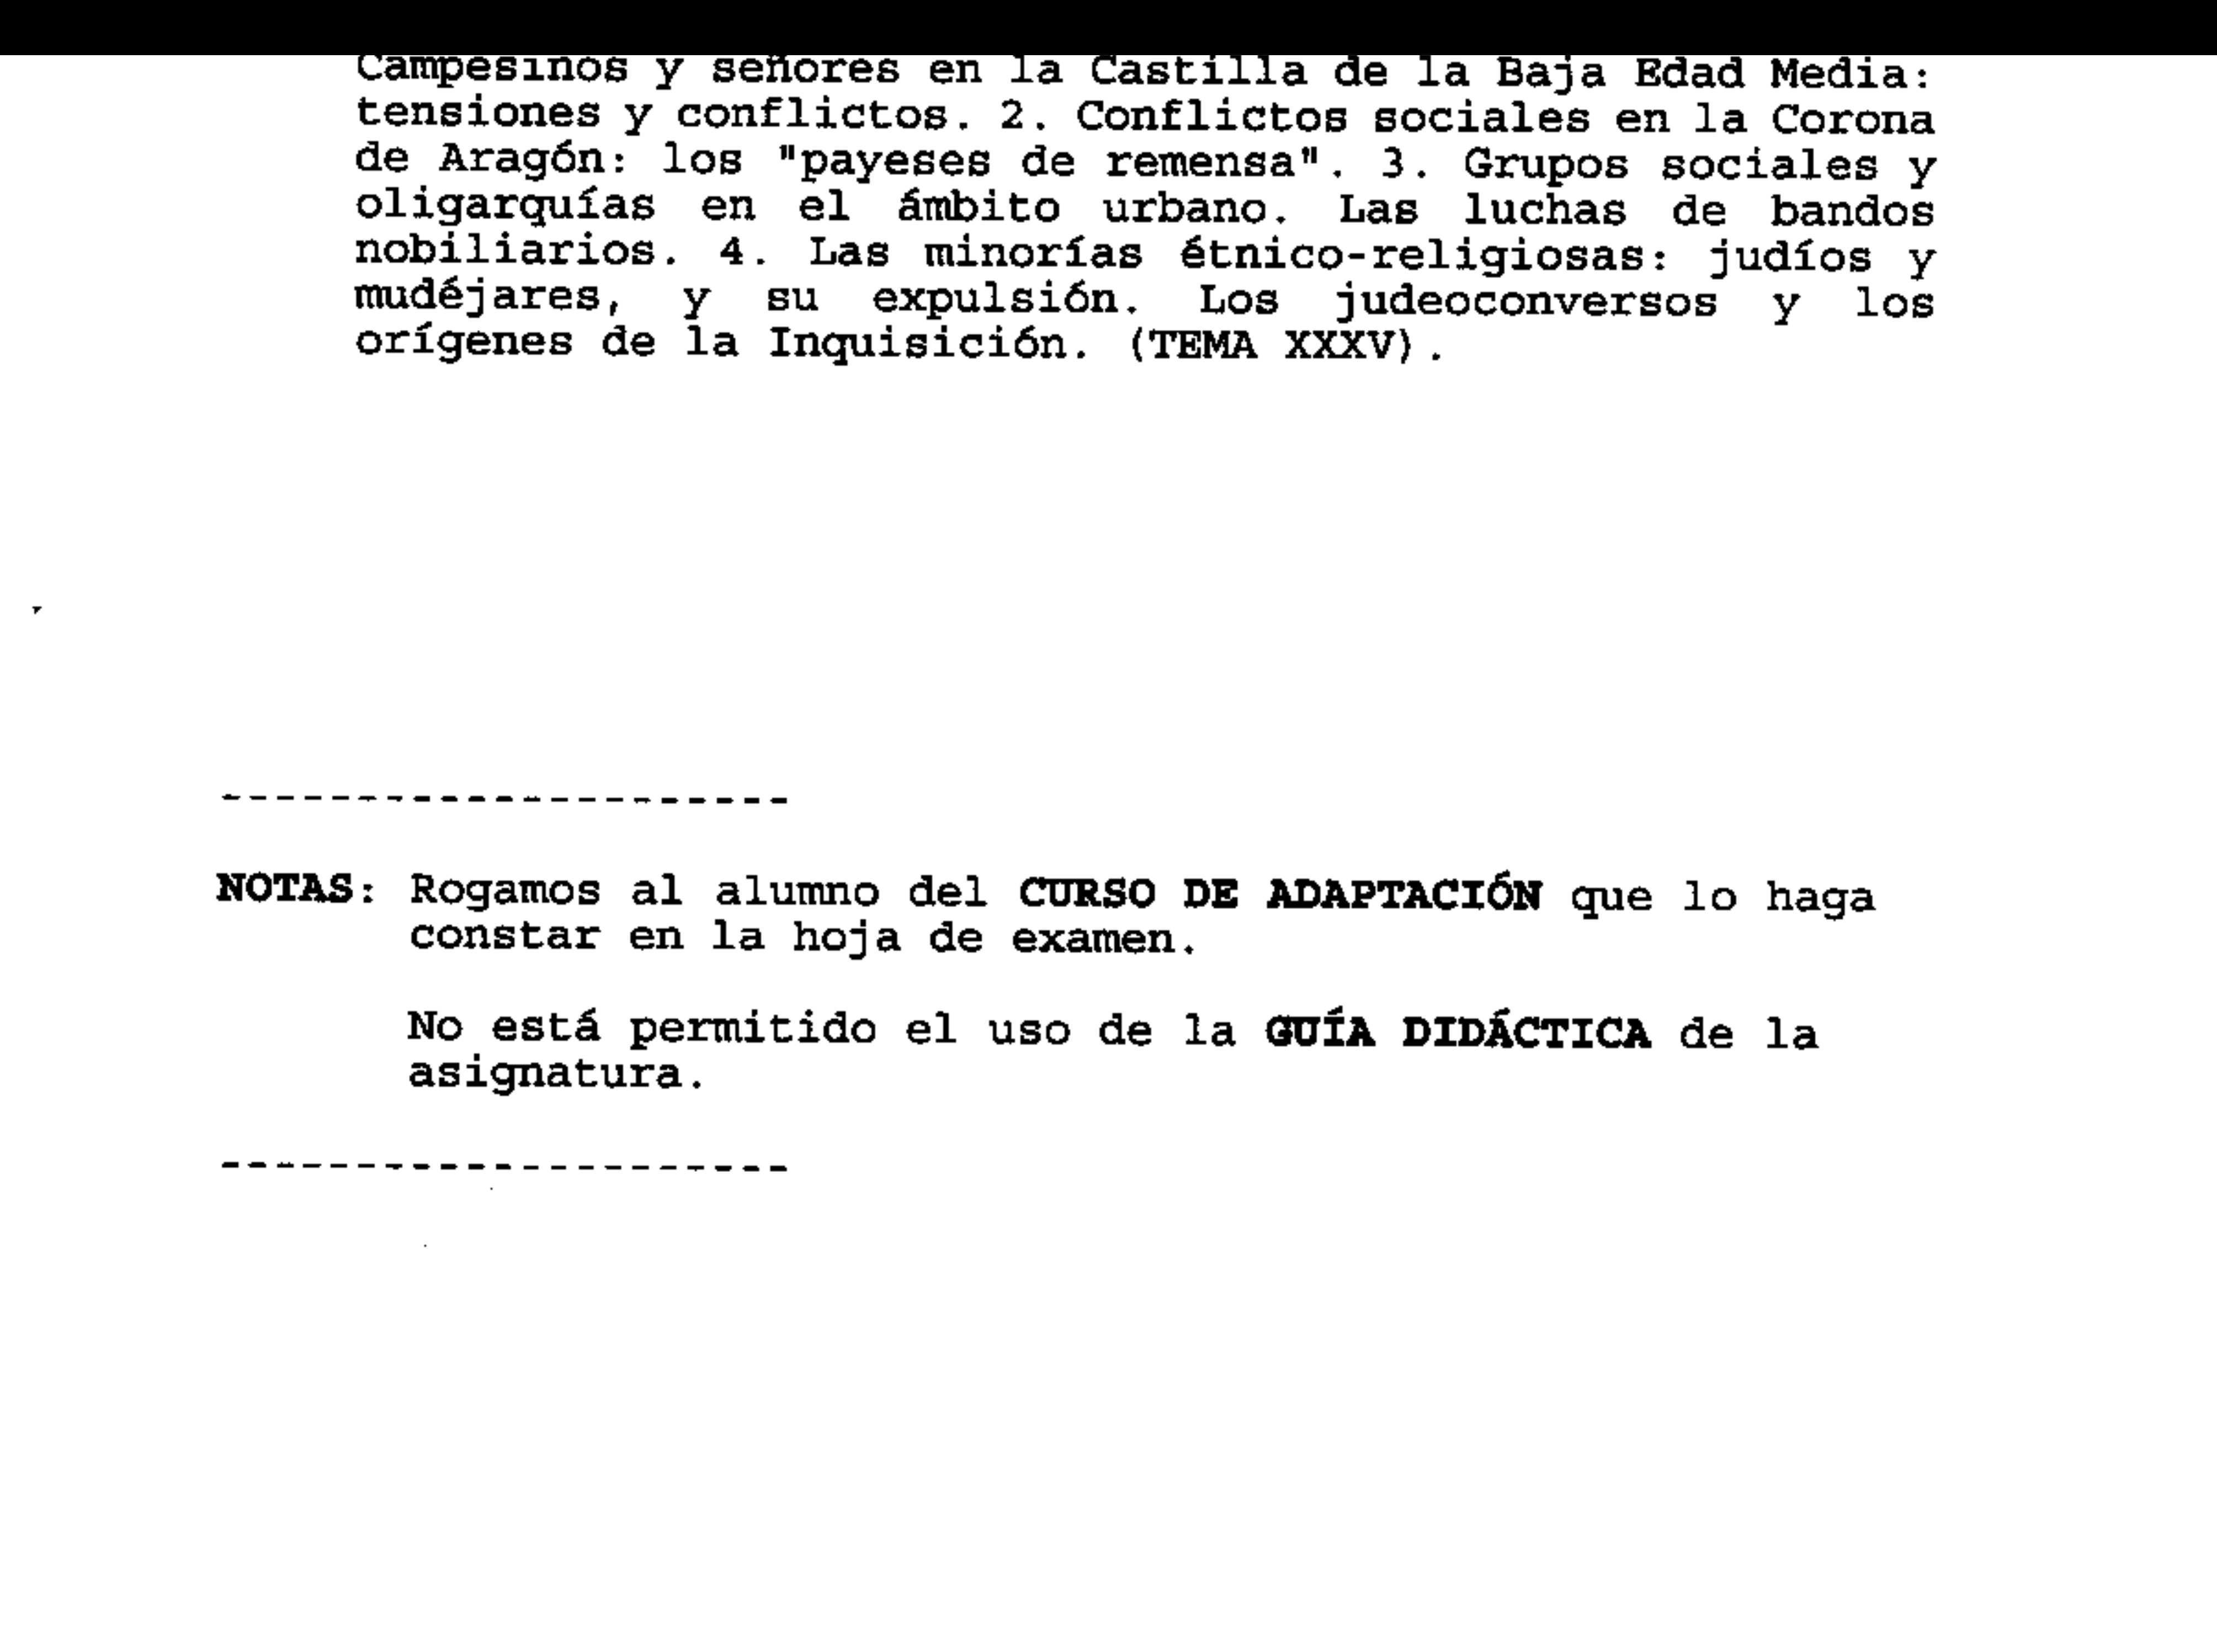 Campesinos y señores en la Castilla de la Baja Edad Media:
tensiones y conflictos. 2. Conflictos sociales en la Corona
de Aragón: los "payeses de remensa". 3. Grupos sociales y
oligarquías en el ámbito urbano. Las luchas de bandos
nobiliarios. 4. Las minorías étnico-religiosas: judíos y
mudéjares, y su expulsión. Los judeoconversos y los
orígenes de la Inquisición. (TEMA XXXV).
---------------------
NOTAS: Rogamos al alumno del CURSO DE ADAPTACIÓN que lo haga
constar en la hoja de examen.
No está permitido el uso de la GUÍA DIDÁCTICA de la
asignatura.
---------------------